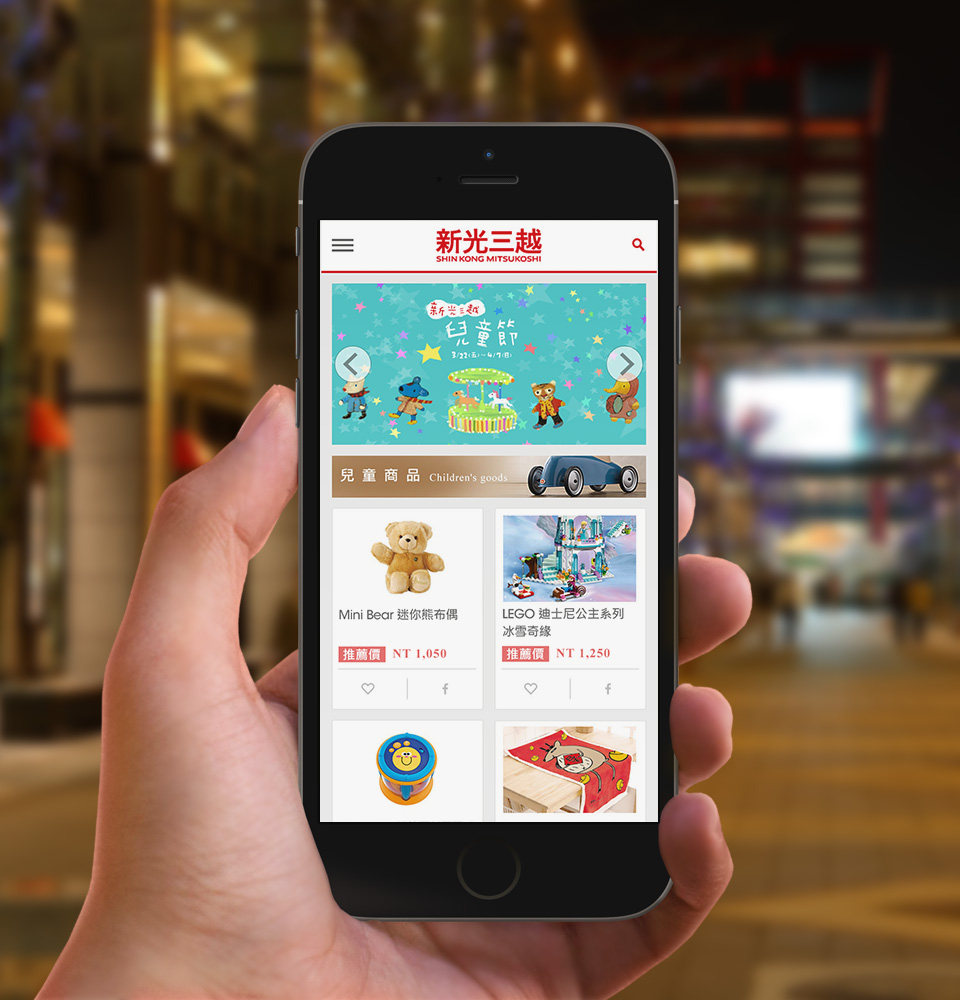 新光三越
SHIN KONG MITSUKOSHI
新光三越
兒童節
3/22(五)－4/7(日)
兒童商品 Children's goods
Mini Bear 迷你熊布偶
推薦價 NT 1,050
LEGO 迪士尼公主系列
冰雪奇緣
推薦價 NT 1,250